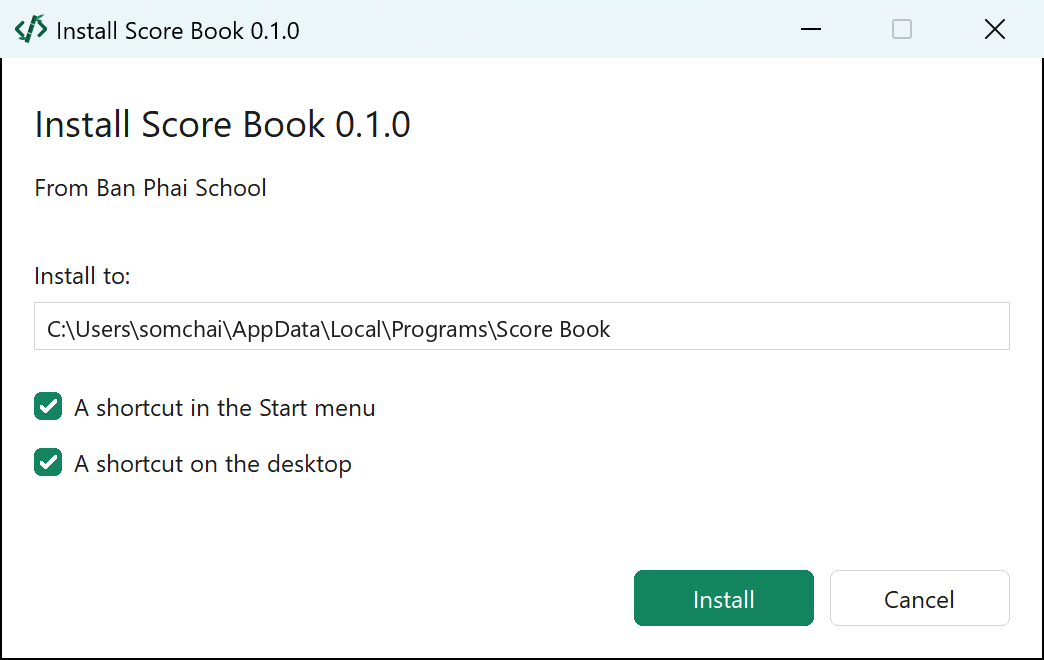 Install Score Book 0.1.0
Install Score Book 0.1.0
From Ban Phai School
Install to:
C:\Users\somchai\AppData\Local\Programs\Score Book
A shortcut in the Start menu
A shortcut on the desktop
Install
Cancel